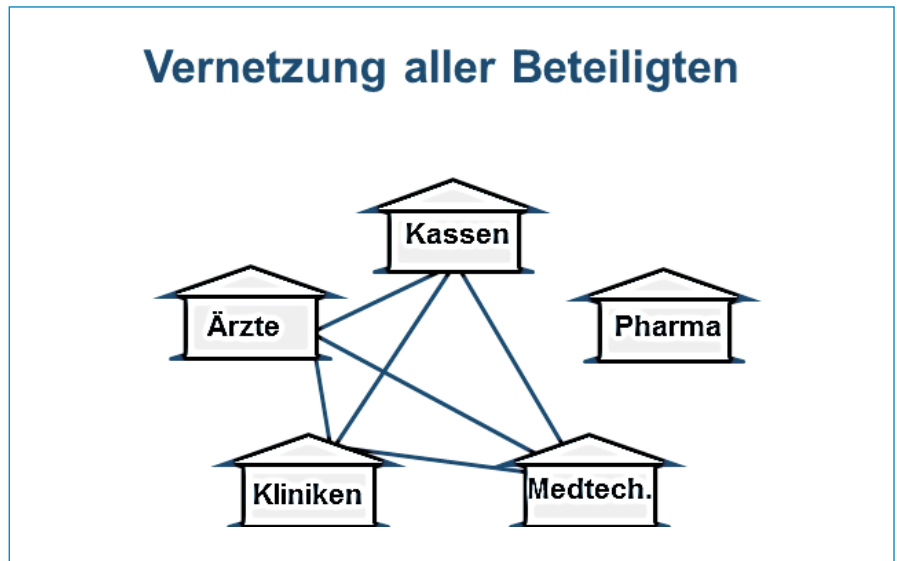 Vernetzung aller Beteiligten
Kassen
Ärzte
Pharma
Kliniken
Medtech.